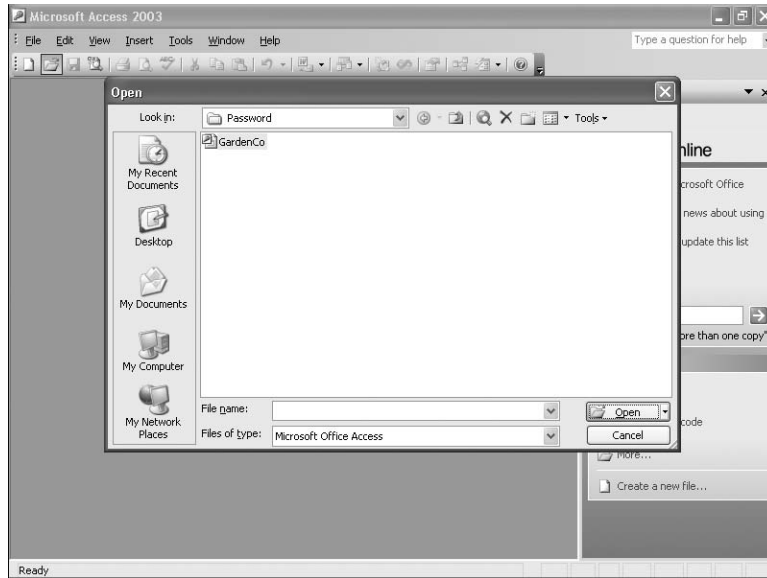 Microsoft Access 2003
File Edit View Insert Tools Window Help
Type a question for help
Open
Look in: Password Tools
GardenCo
My Recent
Documents
Desktop
My Documents
My Computer
My Network
Places
File name: Open
Files of type: Microsoft Office Access Cancel
nline
crosoft Office
news about using
update this list
ore than one copy"
code
More...
Create a new file...
Ready